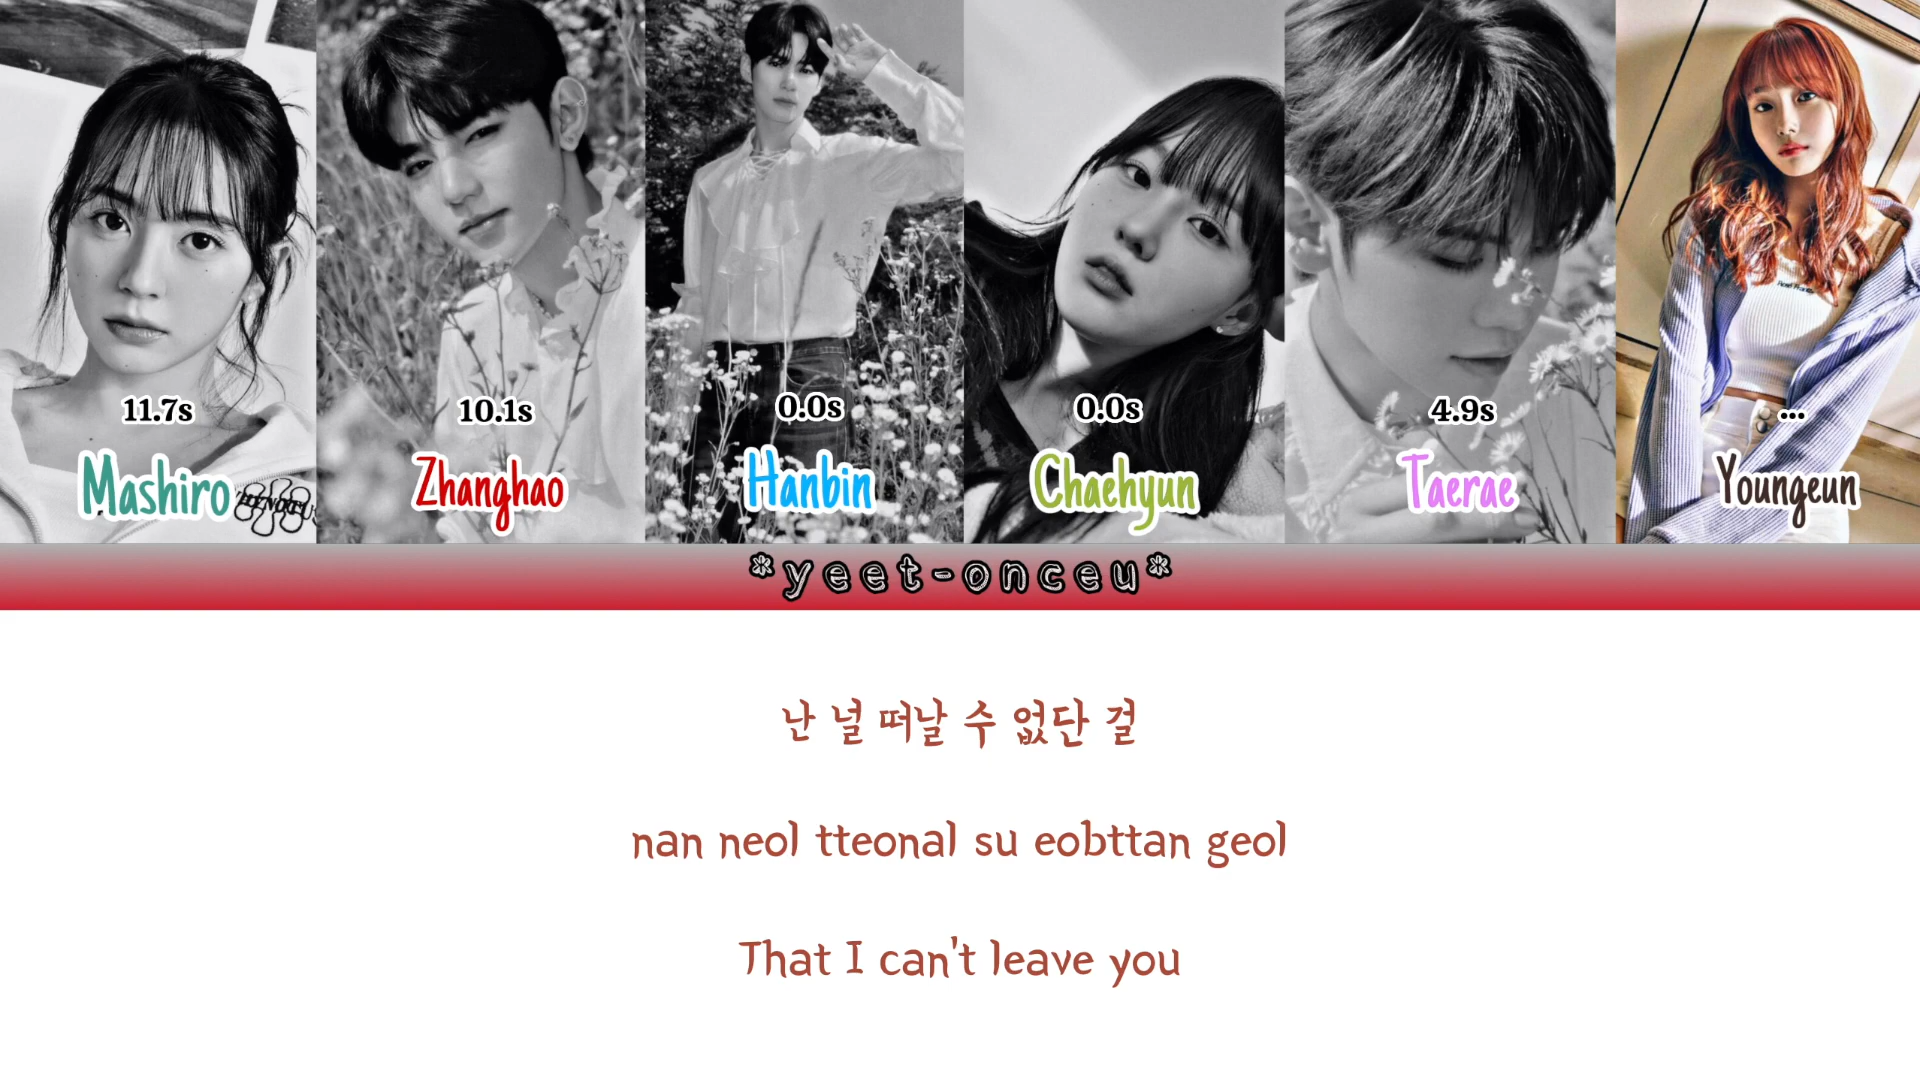 11.7s
10.1s
0.0s
0.0s
4.9s
...
Mashiro
Zhanghao
Hanbin
Chaehyun
Taerae
Youngeun
*yeet-onceu*
난 널 떠날 수 없단 걸
nan neol tteonal su eobttan geol
That I can't leave you